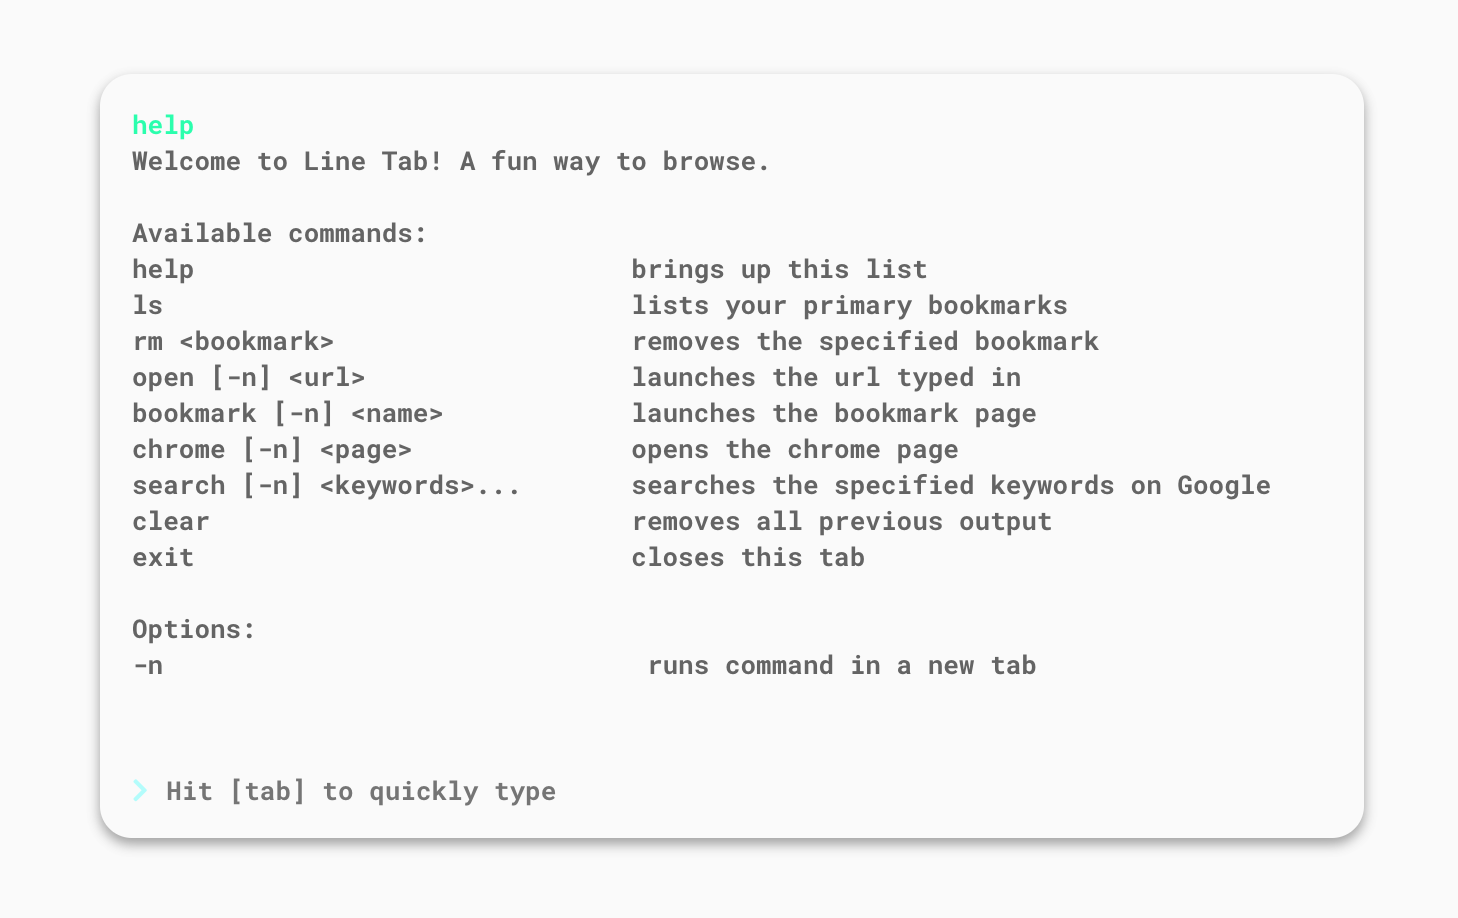 help
Welcome to Line Tab! A fun way to browse.
Available commands:
help brings up this list
ls lists your primary bookmarks
rm <bookmark> removes the specified bookmark
open [-n] <url> launches the url typed in
bookmark [-n] <name> launches the bookmark page
chrome [-n] <page> opens the chrome page
search [-n] <keywords>... searches the specified keywords on Google
clear removes all previous output
exit closes this tab
Options:
-n runs command in a new tab
> Hit [tab] to quickly type